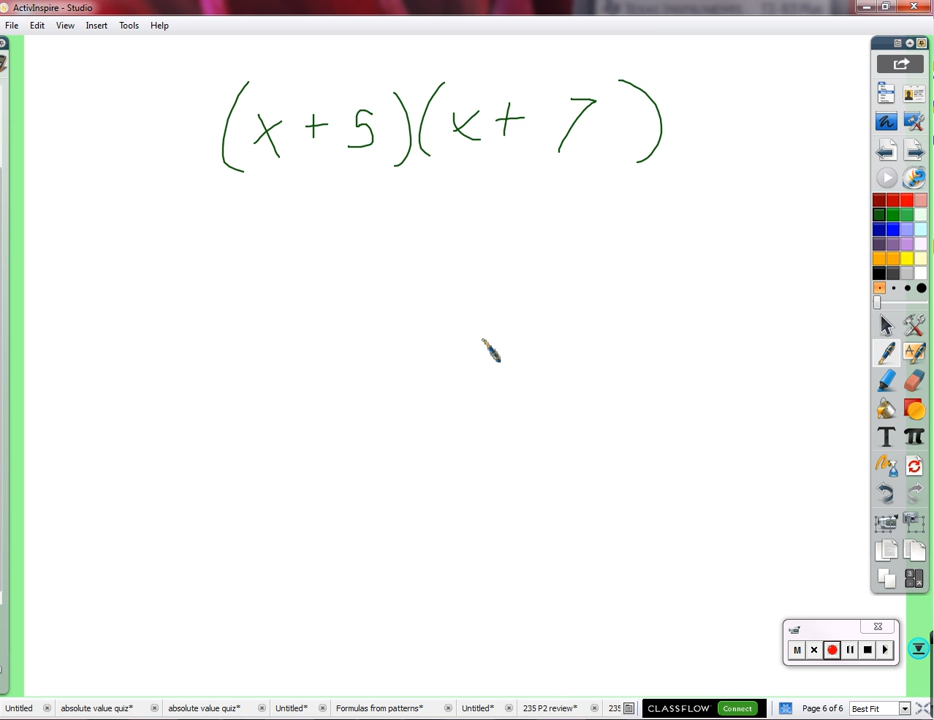 ActivInspire - Studio
File Edit View Insert Tools Help
(x + 5)(x + 7)
M
Untitled absolute value quiz* absolute value quiz* Untitled* Formulas from patterns* Untitled* 235 P2 review* 235 CLASSFLOW Connect Page 6 of 6 Best Fit